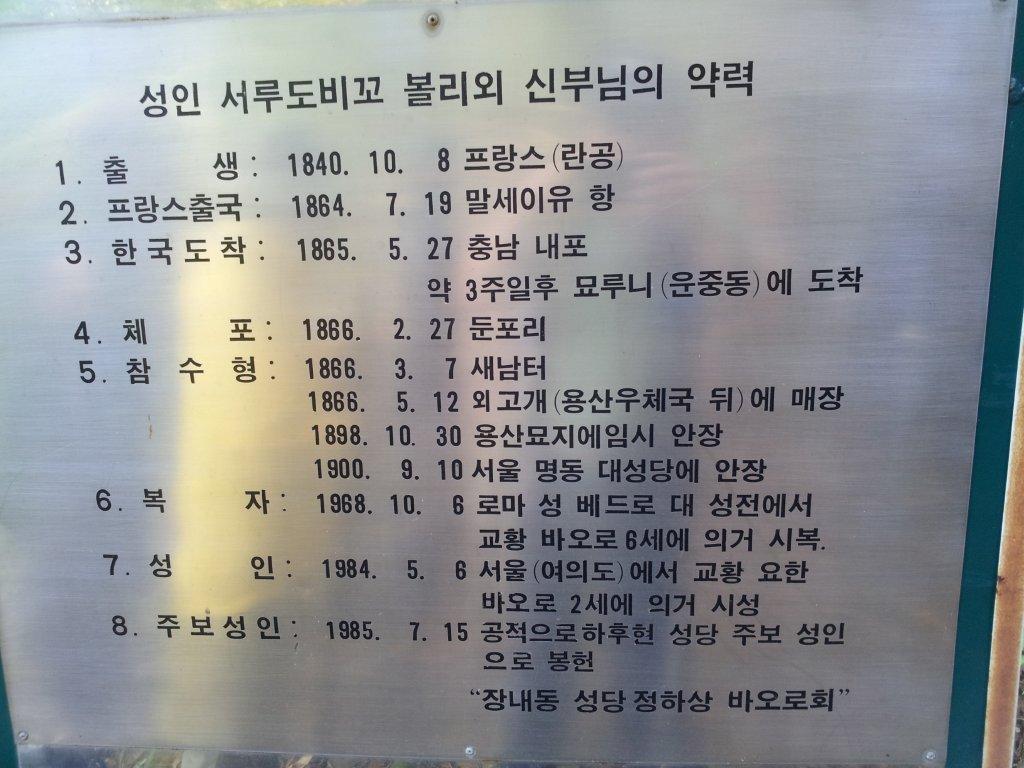 성인 서루도비꼬 볼리외 신부님의 약력
1. 출 생 : 1840. 10. 8 프랑스(란공)
2. 프랑스출국 : 1864. 7. 19 말세이유 항
3. 한국도착 : 1865. 5. 27 충남 내포
약 3주일후 묘루니(운중동)에 도착
4. 체 포 : 1866. 2. 27 둔포리
5. 참 수 형 : 1866. 3. 7 새남터
1866. 5. 12 외고개(용산우체국 뒤)에 매장
1898. 10. 30 용산묘지에임시 안장
1900. 9. 10 서울 명동 대성당에 안장
6. 복 자 : 1968. 10. 6 로마 성 베드로 대 성전에서
교황 바오로6세에 의거 시복.
7. 성 인 : 1984. 5. 6 서울(여의도)에서 교황 요한
바오로 2세에 의거 시성
8. 주보성인 : 1985. 7. 15 공적으로하후현 성당 주보 성인
으로 봉헌
“장내동 성당 정하상 바오로회”